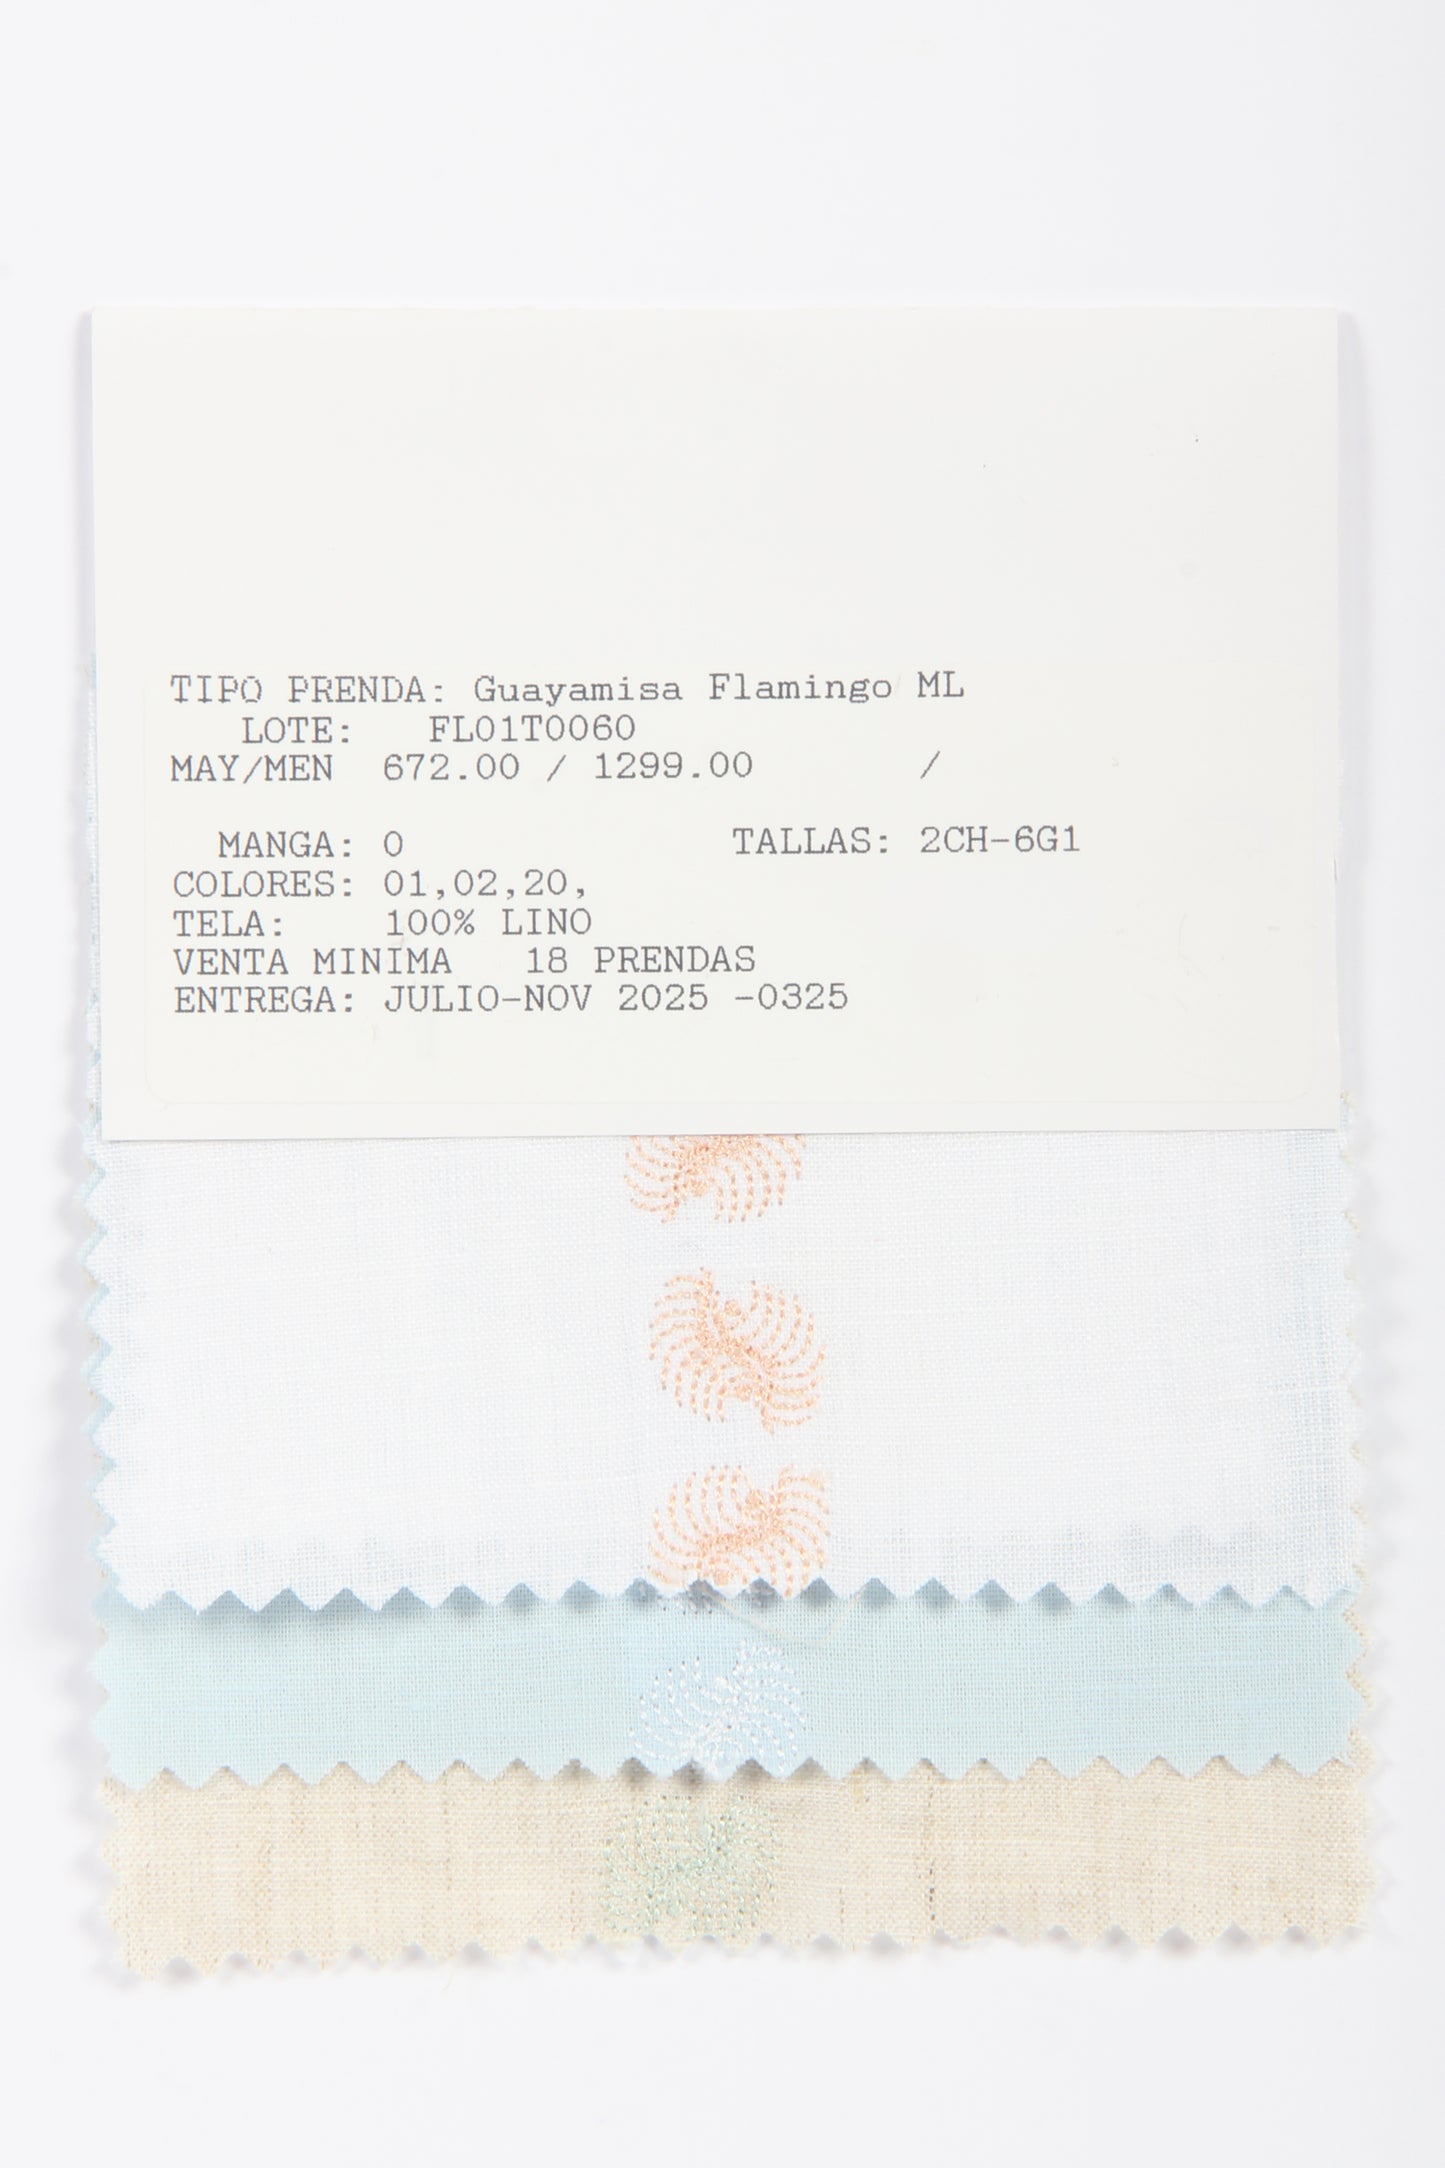 TIPO PRENDA: Guayamisa Flamingo ML
LOTE: FL01T0060
MAY/MEN 672.00 / 1299.00 /
MANGA: 0 TALLAS: 2CH-6G1
COLORES: 01,02,20,
TELA: 100% LINO
VENTA MINIMA 18 PRENDAS
ENTREGA: JULIO-NOV 2025 -0325